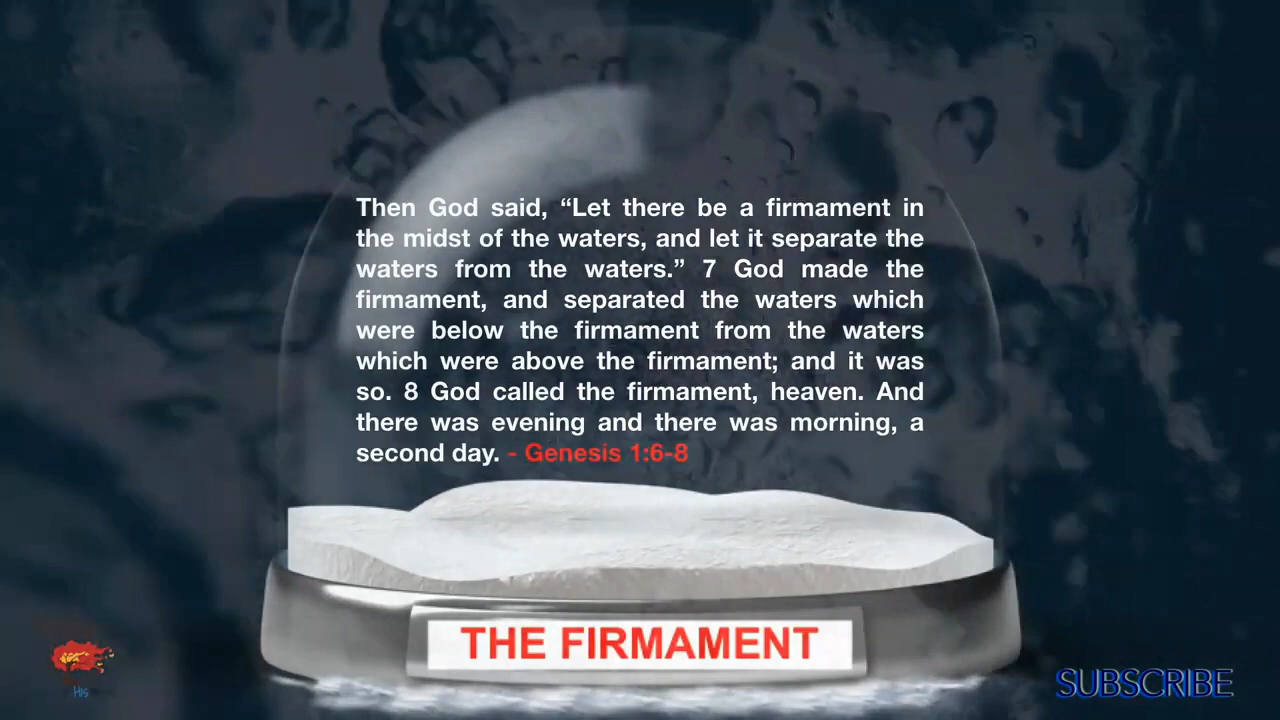 Then God said, “Let there be a firmament in
the midst of the waters, and let it separate the
waters from the waters.” 7 God made the
firmament, and separated the waters which
were below the firmament from the waters
which were above the firmament; and it was
so. 8 God called the firmament, heaven. And
there was evening and there was morning, a
second day. - Genesis 1:6-8
THE FIRMAMENT
His
SUBSCRIBE